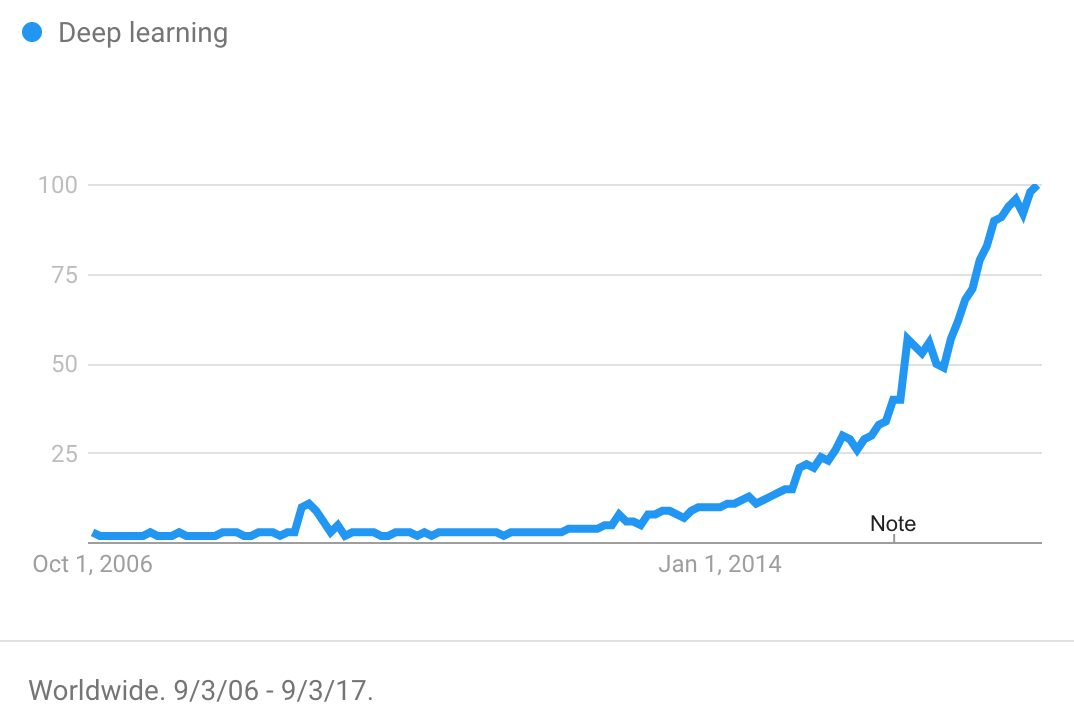 Deep learning
100
75
50
25
Note
Oct 1, 2006 Jan 1, 2014
Worldwide. 9/3/06 - 9/3/17.